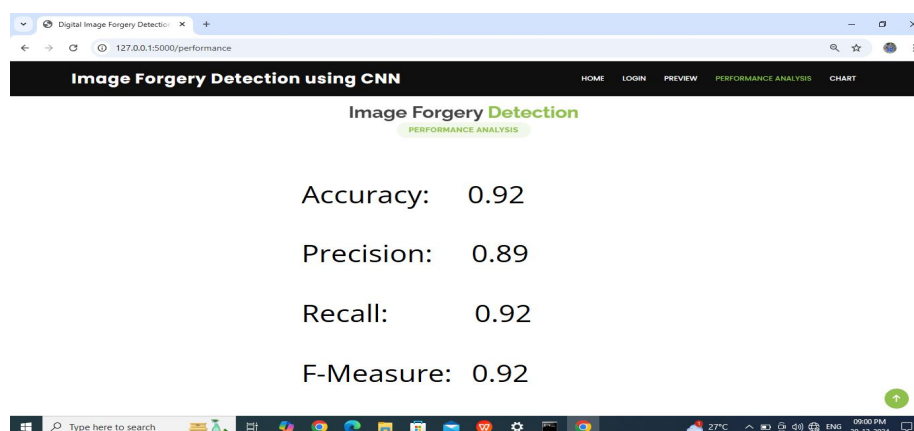 Digital Image Forgery Detectio
127.0.0.1:5000/performance
Image Forgery Detection using CNN
HOME LOGIN PREVIEW PERFORMANCE ANALYSIS CHART
Image Forgery Detection
PERFORMANCE ANALYSIS
Accuracy: 0.92
Precision: 0.89
Recall: 0.92
F-Measure: 0.92
Type here to search
27°C ENG 09:00 PM